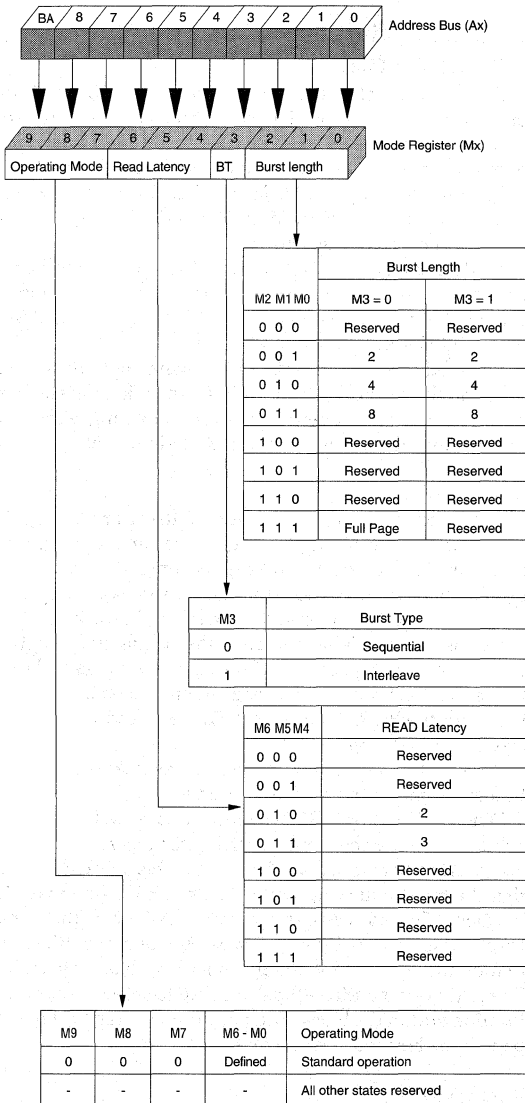 BA 8 7 6 5 4 3 2 1 0
Address Bus (Ax)
9 8 7 6 5 4 3 2 1 0
Mode Register (Mx)
Operating Mode Read Latency BT Burst length
Burst Length
M2 M1 M0 M3 = 0 M3 = 1
0 0 0 Reserved Reserved
0 0 1 2 2
0 1 0 4 4
0 1 1 8 8
1 0 0 Reserved Reserved
1 0 1 Reserved Reserved
1 1 0 Reserved Reserved
1 1 1 Full Page Reserved
M3 Burst Type
0 Sequential
1 Interleave
M6 M5 M4 READ Latency
0 0 0 Reserved
0 0 1 Reserved
0 1 0 2
0 1 1 3
1 0 0 Reserved
1 0 1 Reserved
1 1 0 Reserved
1 1 1 Reserved
M9 M8 M7 M6 - M0 Operating Mode
0 0 0 Defined Standard operation
- - - - All other states reserved